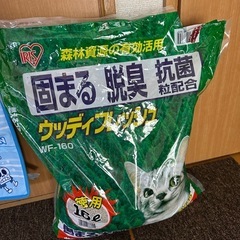 IRIS
森林資源の有効活用
固まる 脱臭 抗菌
粒配合
ウッディフレッシュ
WF-160
16ℓ